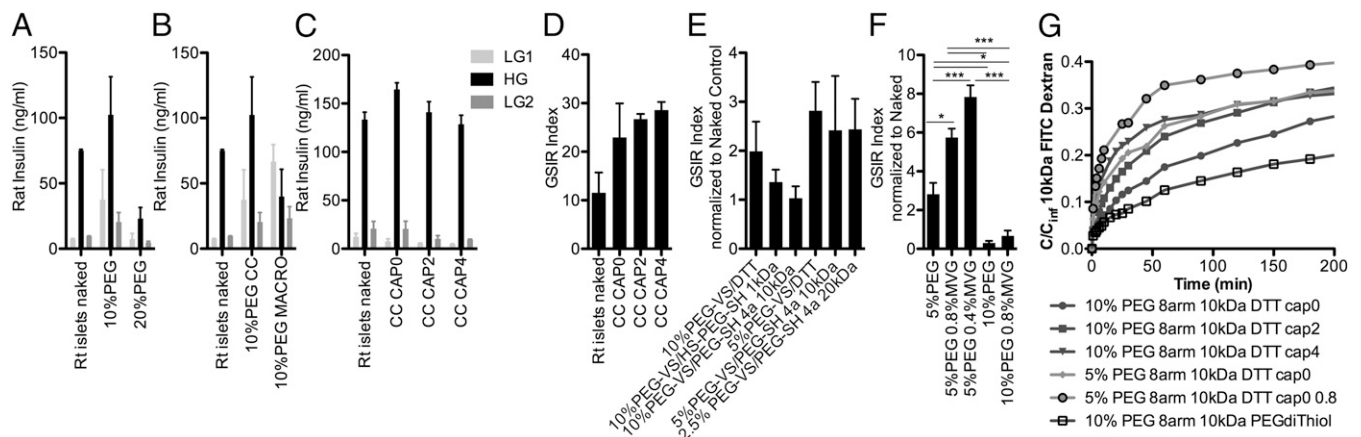 A
Rat Insulin (ng/ml)
150
100
50
0
Rt islets naked
10%PEG
20%PEG
B
Rat Insulin (ng/ml)
150
100
50
0
Rt islets naked
10%PEG CC
10%PEG MACRO
C
Rat Insulin (ng/ml)
200
150
100
50
0
Rt islets naked
CC CAP0
CC CAP2
CC CAP4
LG1
HG
LG2
D
GSIR Index
60
40
20
0
Rt islets naked
CC CAP0
CC CAP2
CC CAP4
E
GSIR Index
normalized to Naked Control
4
3
2
1
0
10%PEG-VS/DTT
10%PEG-VS/HS-PEG-SH 1kDa
10%PEG-VS/PEG-SH 4a 10kDa
5%PEG-VS/DTT
5%PEG-VS/PEG-SH 4a 10kDa
2.5% PEG-VS/PEG-SH 4a 20kDa
F
GSIR Index
normalized to Naked
10
8
6
4
2
0
***
*
***
***
*
5%PEG
5%PEG 0.8%MVG
5%PEG 0.4%MVG
10%PEG
10%PEG 0.8%MVG
G
C/Cinf 10kDa FITC Dextran
0.4
0.3
0.2
0.1
0.0
0
50
100
150
200
Time (min)
10% PEG 8arm 10kDa DTT cap0
10% PEG 8arm 10kDa DTT cap2
10% PEG 8arm 10kDa DTT cap4
5% PEG 8arm 10kDa DTT cap0
5% PEG 8arm 10kDa DTT cap0 0.8
10% PEG 8arm 10kDa PEGdiThiol